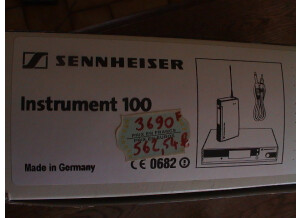 SENNHEISER
Instrument 100
3690F
562,54€
Made in Germany
CE 0682